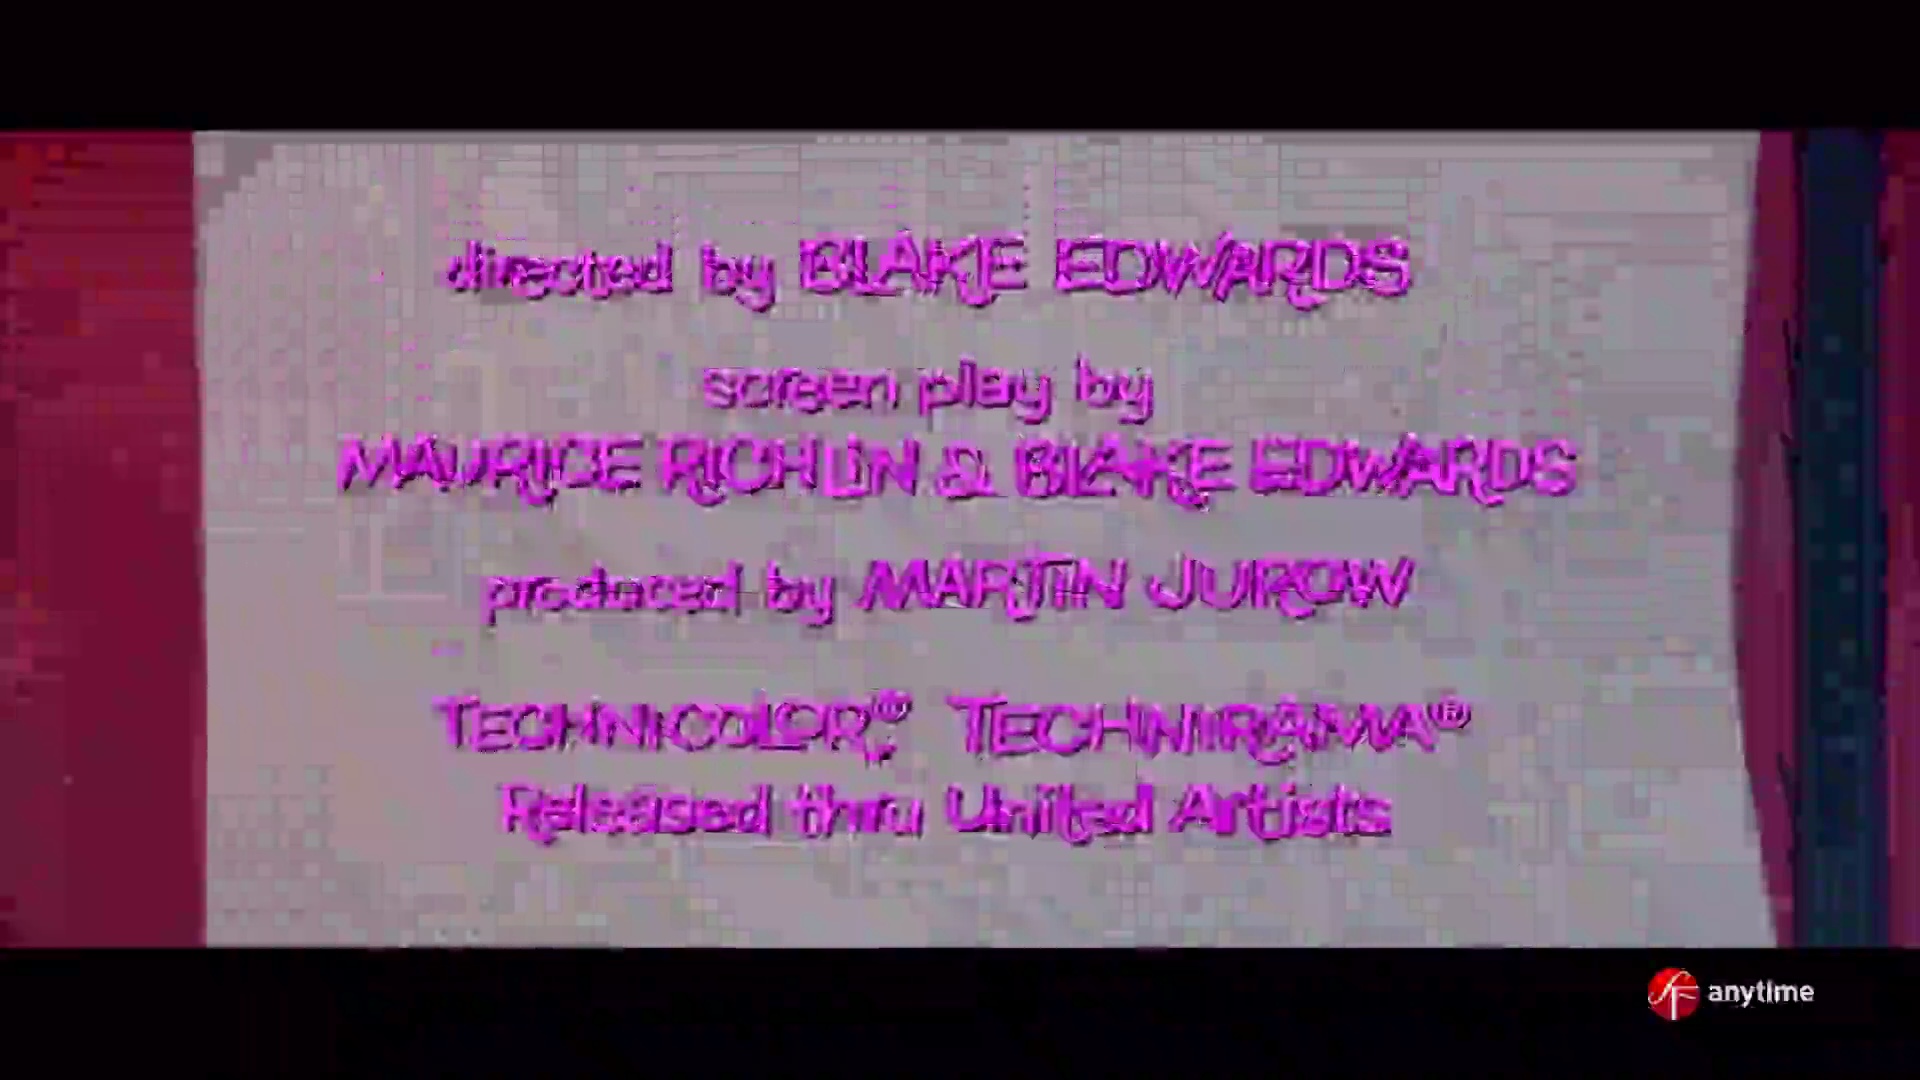 directed by BLAKE EDWARDS
screen play by
MAURICE RICHLIN & BLAKE EDWARDS
produced by MARTIN JUROW
TECHNICOLOR® TECHNIRAMA®
Released thru United Artists
SF anytime